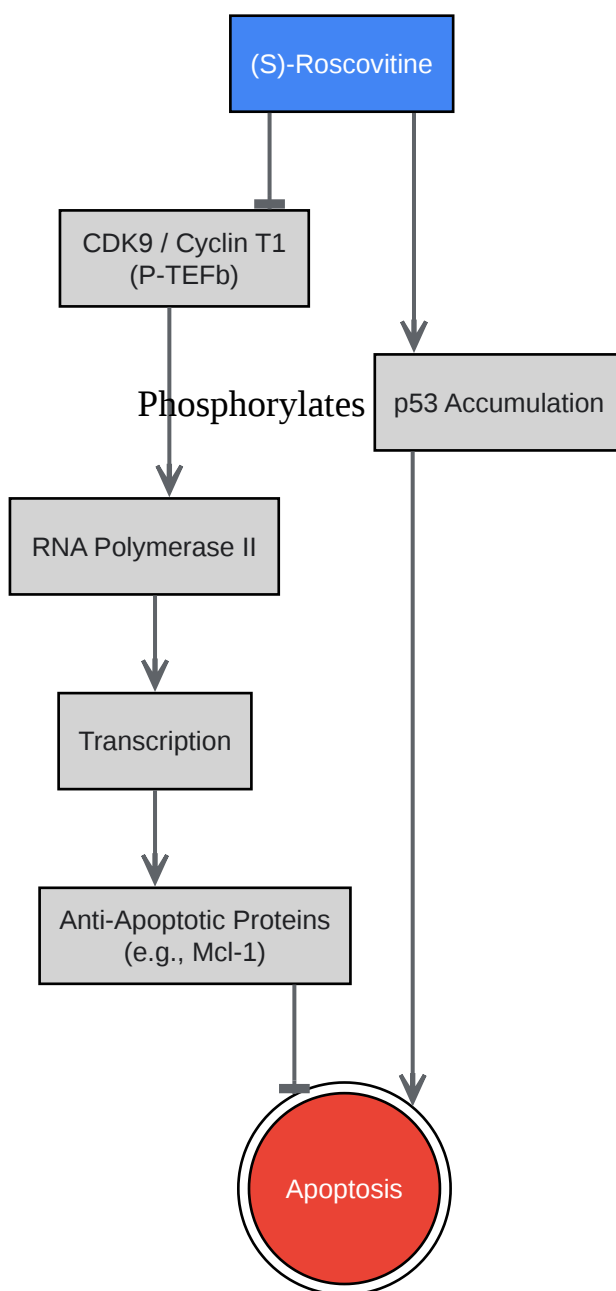 (S)-Roscovitine
CDK9 / Cyclin T1
(P-TEFb)
Phosphorylates
p53 Accumulation
RNA Polymerase II
Transcription
Anti-Apoptotic Proteins
(e.g., Mcl-1)
Apoptosis